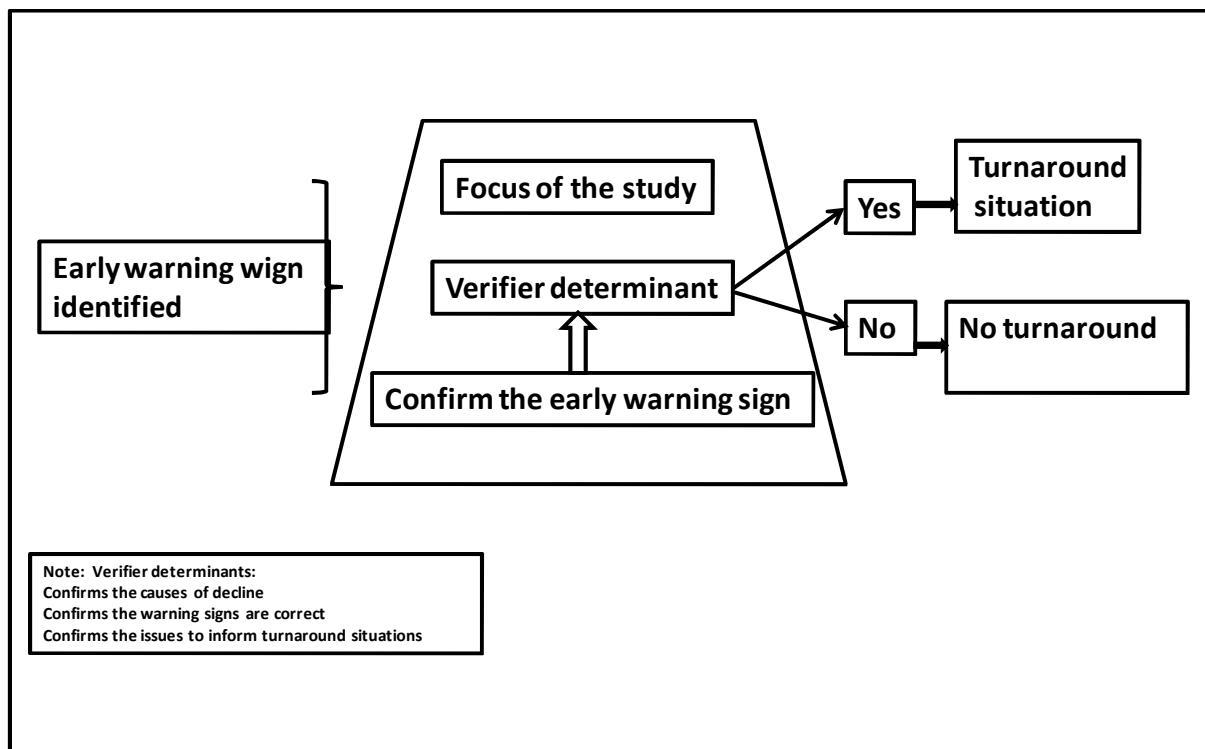 Focus of the study
Early warning wign
identified
Verifier determinant
Confirm the early warning sign
Yes
Turnaround
situation
No
No turnaround
Note: Verifier determinants:
Confirms the causes of decline
Confirms the warning signs are correct
Confirms the issues to inform turnaround situations